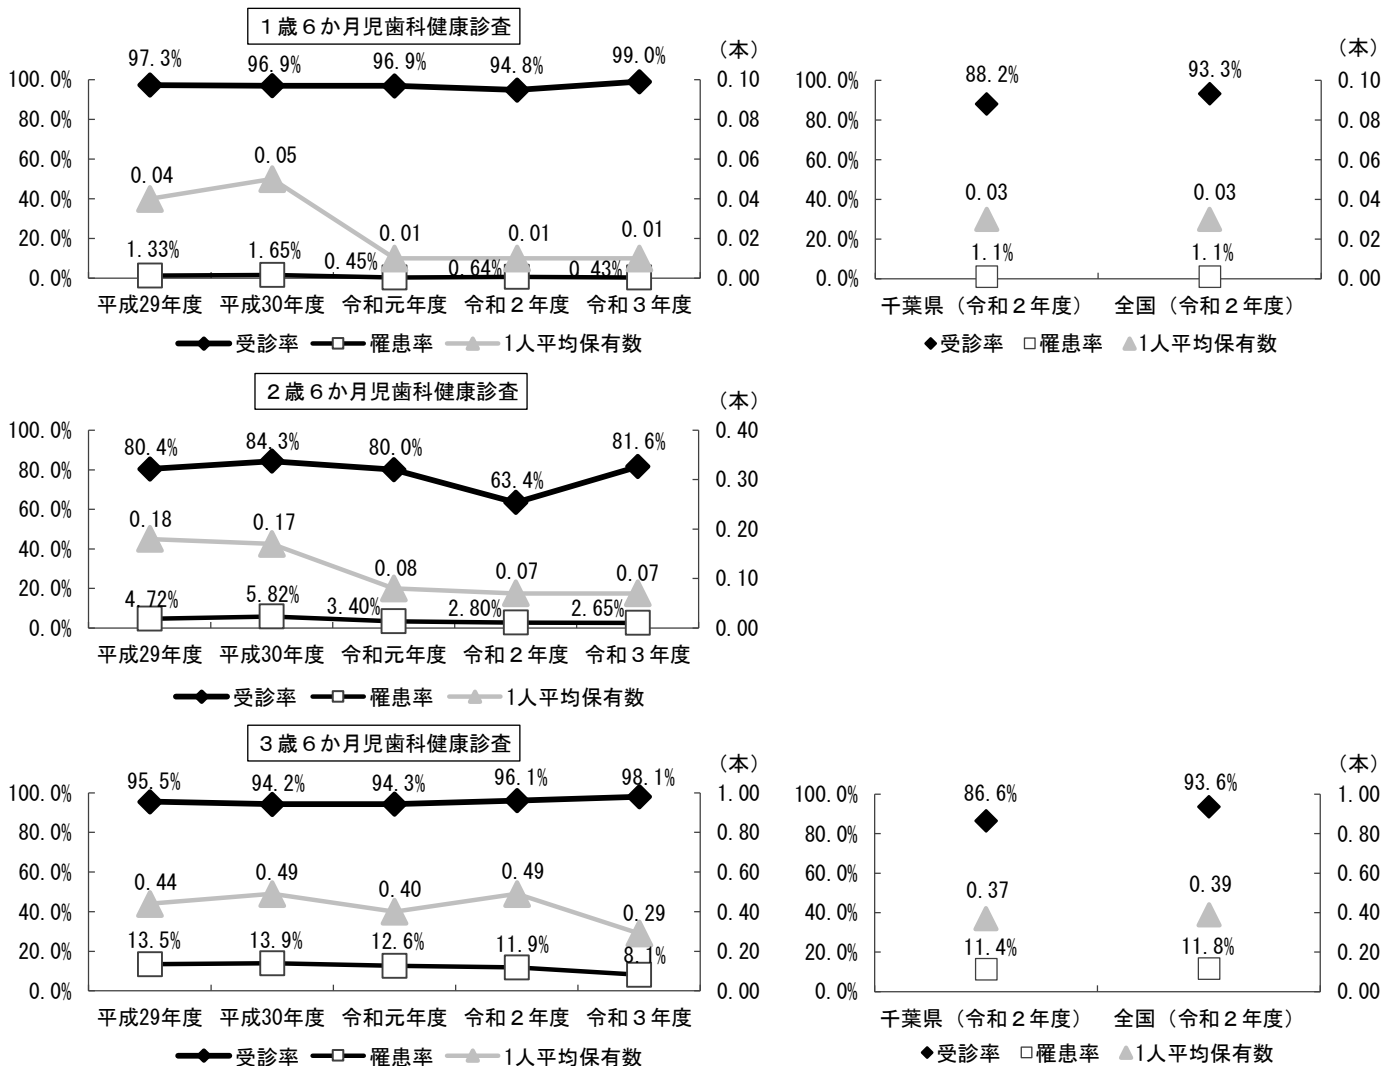 １歳６か月児歯科健康診査
97.3% 96.9% 96.9% 94.8% 99.0% （本）
100.0% 0.10
80.0% 0.08
60.0% 0.06
40.0% 0.04
20.0% 0.02
0.0% 0.00
0.04 0.05 0.01 0.01 0.01
1.33% 1.65% 0.45% 0.64% 0.43%
平成29年度 平成30年度 令和元年度 令和２年度 令和３年度
受診率 罹患率 1人平均保有数
88.2% 93.3% （本）
100.0% 0.10
80.0% 0.08
60.0% 0.06
40.0% 0.04
20.0% 0.02
0.0% 0.00
0.03 0.03
1.1% 1.1%
千葉県（令和２年度） 全国（令和２年度）
受診率 罹患率 1人平均保有数
２歳６か月児歯科健康診査
（本）
80.4% 84.3% 80.0% 63.4% 81.6%
100.0% 0.40
80.0% 0.30
60.0% 0.20
40.0% 0.10
20.0% 0.00
0.0%
0.18 0.17 0.08 0.07 0.07
4.72% 5.82% 3.40% 2.80% 2.65%
平成29年度 平成30年度 令和元年度 令和２年度 令和３年度
受診率 罹患率 1人平均保有数
３歳６か月児歯科健康診査
95.5% 94.2% 94.3% 96.1% 98.1% （本）
100.0% 1.00
80.0% 0.80
60.0% 0.60
40.0% 0.40
20.0% 0.20
0.0% 0.00
0.44 0.49 0.40 0.49 0.29
13.5% 13.9% 12.6% 11.9% 8.1%
平成29年度 平成30年度 令和元年度 令和２年度 令和３年度
受診率 罹患率 1人平均保有数
86.6% 93.6% （本）
100.0% 1.00
80.0% 0.80
60.0% 0.60
40.0% 0.40
20.0% 0.20
0.0% 0.00
0.37 0.39
11.4% 11.8%
千葉県（令和２年度） 全国（令和２年度）
受診率 罹患率 1人平均保有数